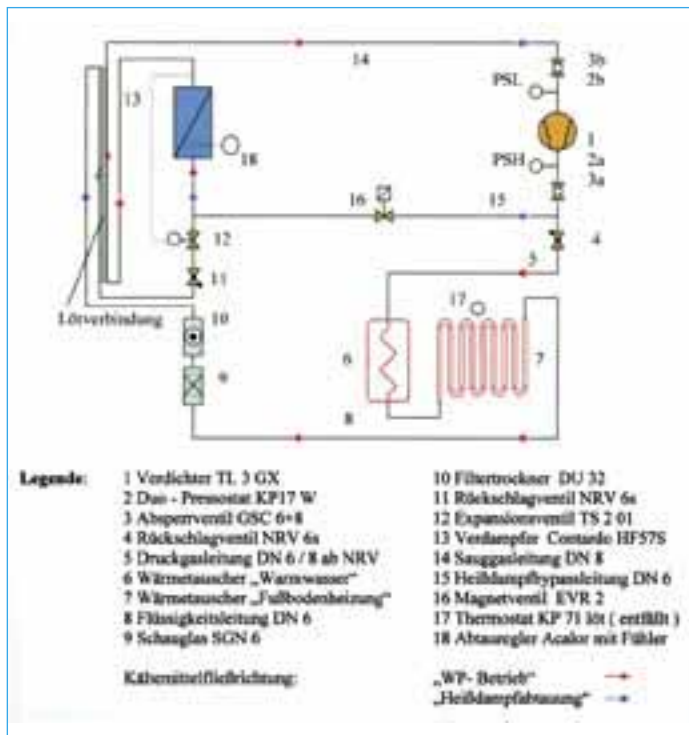 14
3b
PSL
2b
13
1
PSH
2a
18
3a
16
15
12
4
5
11
17
Lötverbindung
10
6
7
9
8
Legende:
1 Verdichter TL 3 GX
2 Duo - Pressostat KP17 W
3 Absperrventil GSC 6+8
4 Rückschlagventil NRV 6s
5 Druckgasleitung DN 6 / 8 ab NRV
6 Wärmetauscher „Warmwasser“
7 Wärmetauscher „Fußbodenheizung“
8 Flüssigkeitsleitung DN 6
9 Schauglas SGN 6
10 Filtertrockner DU 32
11 Rückschlagventil NRV 6s
12 Expansionsventil TS 2 01
13 Verdampfer Contardo HF57S
14 Sauggasleitung DN 8
15 Heißdampfbypassleitung DN 6
16 Magnetventil EVR 2
17 Thermostat KP 71 löt ( entfällt )
18 Abtauregler Acalor mit Fühler
Kältemittelfließrichtung:
„WP- Betrieb“
„Heißdampfabtauung“